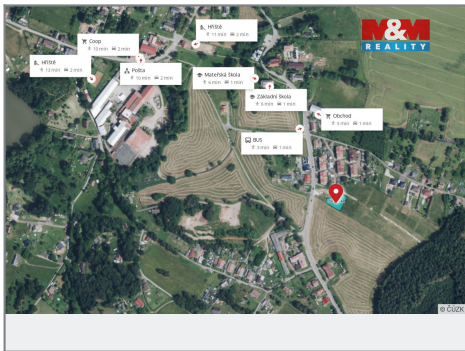 M&M
REALITY
Hřiště
11 min 2 min
Coop
10 min 2 min
Hřiště
13 min 2 min
Pošta
10 min 2 min
Mateřská škola
6 min 1 min
Základní škola
6 min 1 min
Obchod
5 min 1 min
BUS
3 min 1 min
© ČÚZK